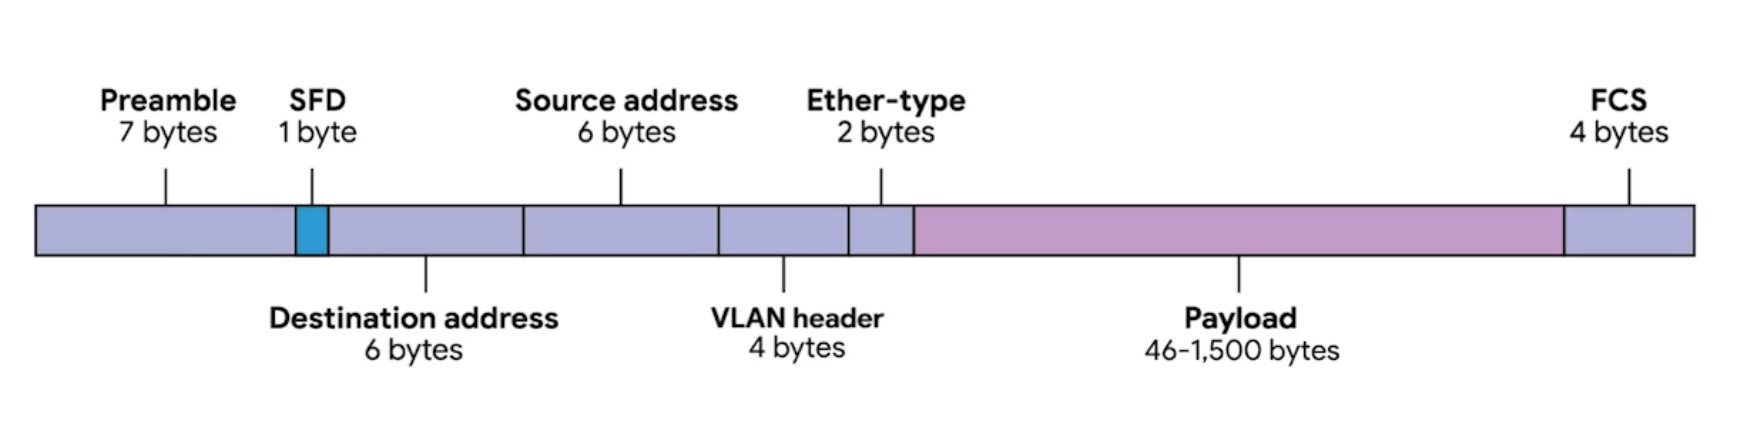 Preamble
7 bytes
SFD
1 byte
Source address
6 bytes
Ether-type
2 bytes
FCS
4 bytes
Destination address
6 bytes
VLAN header
4 bytes
Payload
46-1,500 bytes